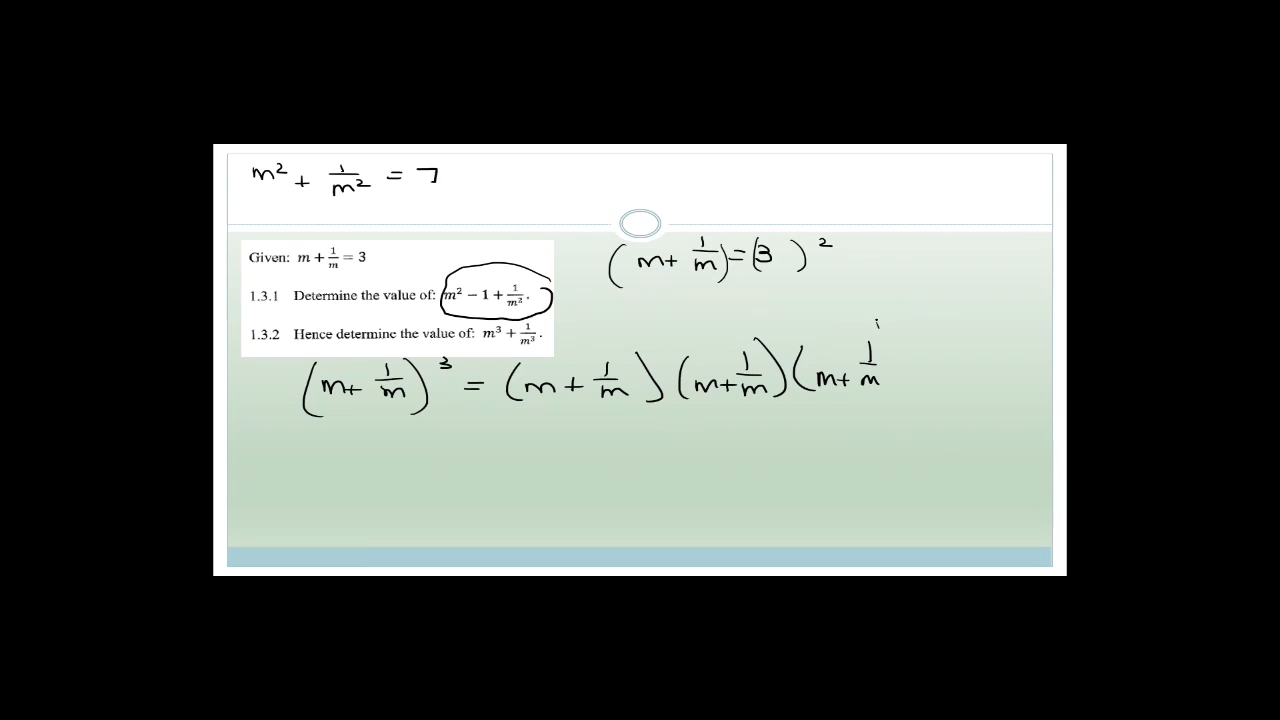 m² + 1/m² = 7
Given: m + 1/m = 3
(m + 1/m) = (3)²
1.3.1 Determine the value of: m² − 1 + 1/m².
1.3.2 Hence determine the value of: m³ + 1/m³.
(m + 1/m)³ = (m + 1/m)(m + 1/m)(m + 1/m